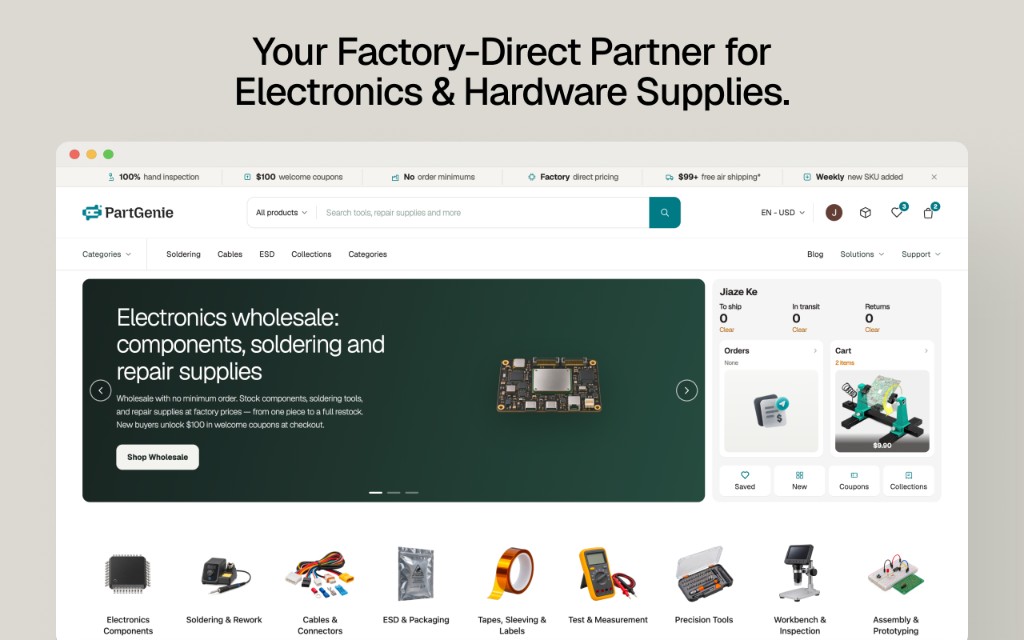 Your Factory-Direct Partner for
Electronics & Hardware Supplies.
100% hand inspection
$100 welcome coupons
No order minimums
Factory direct pricing
$99+ free air shipping*
Weekly new SKU added
PartGenie
All products
Search tools, repair supplies and more
EN - USD
J
3
2
Categories
Soldering
Cables
ESD
Collections
Categories
Blog
Solutions
Support
Electronics wholesale:
components, soldering and
repair supplies
Wholesale with no minimum order. Stock components, soldering tools,
and repair supplies at factory prices — from one piece to a full restock.
New buyers unlock $100 in welcome coupons at checkout.
Shop Wholesale
Jiaze Ke
To ship
In transit
Returns
0
0
0
Clear
Clear
Clear
Orders
None
$
Cart
2 items
$9.90
Saved
New
Coupons
Collections
Electronics
Components
Soldering & Rework
Cables &
Connectors
ESD & Packaging
Tapes, Sleeving &
Labels
Test & Measurement
Precision Tools
Workbench &
Inspection
Assembly &
Prototyping